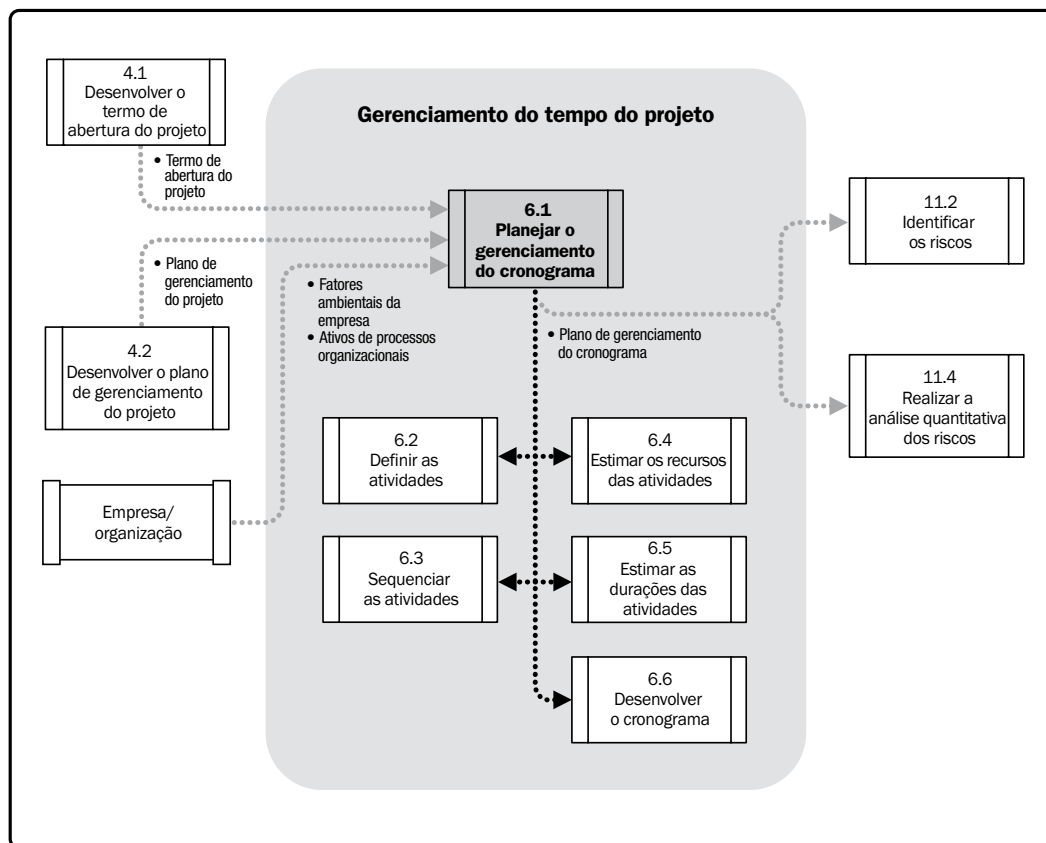 4.1
Desenvolver o
termo de
abertura do projeto
• Termo de
abertura do
projeto
• Plano de
gerenciamento
do projeto
4.2
Desenvolver o plano
de gerenciamento
do projeto
Empresa/
organização
Gerenciamento do tempo do projeto
6.1
Planejar o
gerenciamento
do cronograma
• Fatores
ambientais da
empresa
• Ativos de processos
organizacionais
• Plano de gerenciamento
do cronograma
6.2
Definir as
atividades
6.4
Estimar os recursos
das atividades
6.3
Sequenciar
as atividades
6.5
Estimar as
durações das
atividades
6.6
Desenvolver
o cronograma
11.2
Identificar
os riscos
11.4
Realizar a
análise quantitativa
dos riscos